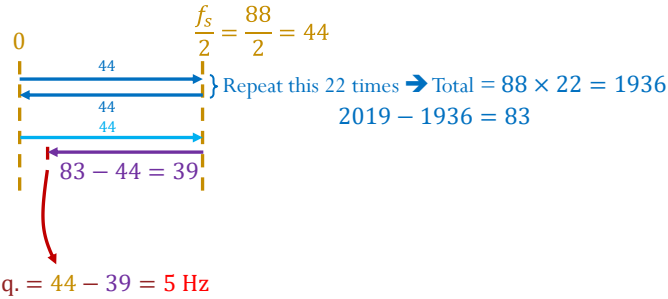 0
f_s/2 = 88/2 = 44
44
44
} Repeat this 22 times ➔ Total = 88 × 22 = 1936
44
2019 − 1936 = 83
83 − 44 = 39
q. = 44 − 39 = 5 Hz